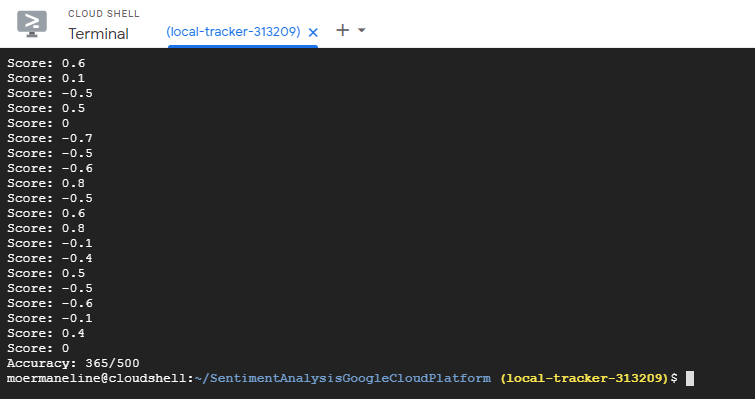 CLOUD SHELL
Terminal
(local-tracker-313209)
Score: 0.6
Score: 0.1
Score: -0.5
Score: 0.5
Score: 0
Score: -0.7
Score: -0.5
Score: -0.6
Score: 0.8
Score: -0.5
Score: 0.6
Score: 0.8
Score: -0.1
Score: -0.4
Score: 0.5
Score: -0.5
Score: -0.6
Score: -0.1
Score: 0.4
Score: 0
Accuracy: 365/500
moermaneline@cloudshell:~/SentimentAnalysisGoogleCloudPlatform (local-tracker-313209)$